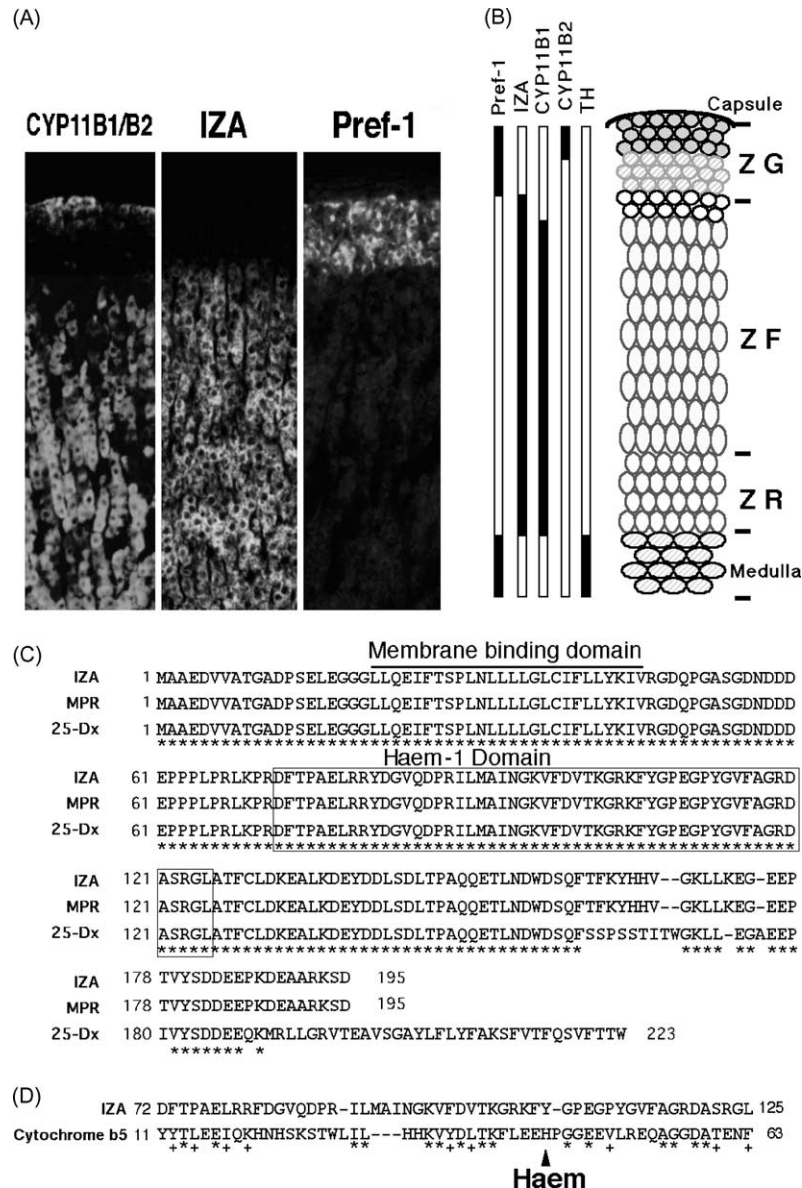 (A)
CYP11B1/B2 IZA Pref-1
(B)
Pref-1
IZA
CYP11B1
CYP11B2
TH
Capsule
Z G
Z F
Z R
Medulla
(C)
Membrane binding domain
IZA 1 MAAEDVVATGADPSELEGGGLLQEIFTSPLNLLLLGLCIFLLYKIVRGDQPGASGDNDDD
MPR 1 MAAEDVVATGADPSELEGGGLLQEIFTSPLNLLLLGLCIFLLYKIVRGDQPGASGDNDDD
25-Dx 1 MAAEDVVATGADPSELEGGGLLQEIFTSPLNLLLLGLCIFLLYKIVRGDQPGASGDNDDD
************************************************************
Haem-1 Domain
IZA 61 EPPPLPRLKPRDFTPAELRRYDGVQDPRILMAINGKVFDVTKGRKFYGPEGPYGVFAGRD
MPR 61 EPPPLPRLKPRDFTPAELRRYDGVQDPRILMAINGKVFDVTKGRKFYGPEGPYGVFAGRD
25-Dx 61 EPPPLPRLKPRDFTPAELRRYDGVQDPRILMAINGKVFDVTKGRKFYGPEGPYGVFAGRD
************************************************************
IZA 121 ASRGLATFCLDKEALKDEYDDLSDLTPAQQETLNDWDSQFTFKYHHV--GKLLKEG-EEP
MPR 121 ASRGLATFCLDKEALKDEYDDLSDLTPAQQETLNDWDSQFTFKYHHV--GKLLKEG-EEP
25-Dx 121 ASRGLATFCLDKEALKDEYDDLSDLTPAQQETLNDWDSQFSSPSSTITWGKLL-EGAEEP
**************************************** **** ** ***
IZA 178 TVYSDDEEPKDEAARKSD 195
MPR 178 TVYSDDEEPKDEAARKSD 195
25-Dx 180 IVYSDDEEQKMRLLGRVTEAVSGAYLFLYFAKSFVTFQSVFTTW 223
******* *
(D)
IZA 72 DFTPAELRRFDGVQDPR-ILMAINGKVFDVTKGRKFY-GPEGPYGVFAGRDASRGL 125
Cytochrome b5 11 YYTLEEIQKHNHSKSTWLIL---HHKVYDLTKFLEEHPGGEEVLREQAGGDATENF 63
+*+ *+ + ** **+*+** * * + ** **+ +
Haem